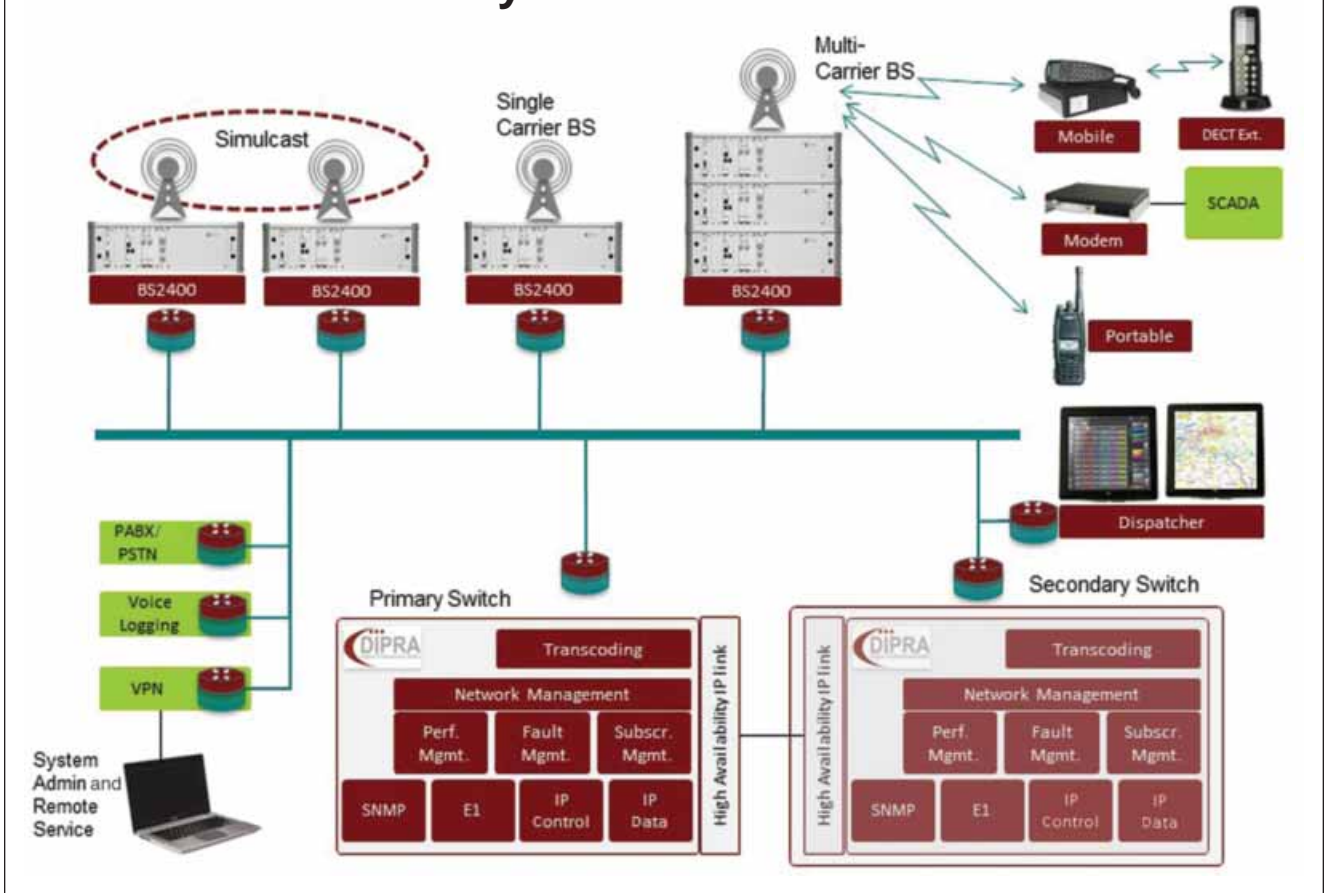 Simulcast
Single
Carrier BS
Multi-
Carrier BS
Mobile
DECT Ext.
Modem
SCADA
Portable
BS2400
BS2400
BS2400
BS2400
Dispatcher
PABX/
PSTN
Voice
Logging
VPN
System
Admin and
Remote
Service
Primary Switch
DIPRA
Transcoding
Network Management
Perf.
Mgmt.
Fault
Mgmt.
Subscr.
Mgmt.
SNMP
E1
IP
Control
IP
Data
High Availability IP link
Secondary Switch
High Availability IP link
DIPRA
Transcoding
Network Management
Perf.
Mgmt.
Fault
Mgmt.
Subscr.
Mgmt.
SNMP
E1
IP
Control
IP
Data